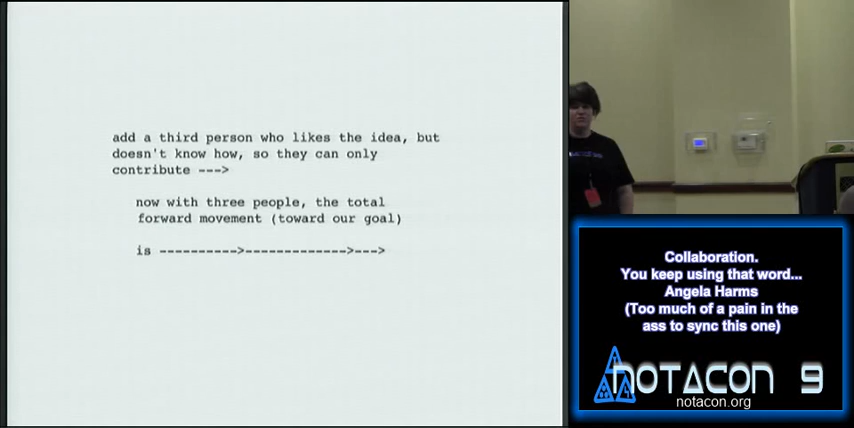 add a third person who likes the idea, but
doesn't know how, so they can only
contribute --->
now with three people, the total
forward movement (toward our goal)
is ---------->------------->--->
Collaboration.
You keep using that word...
Angela Harms
(Too much of a pain in the
ass to sync this one)
NOTACON 9
notacon.org